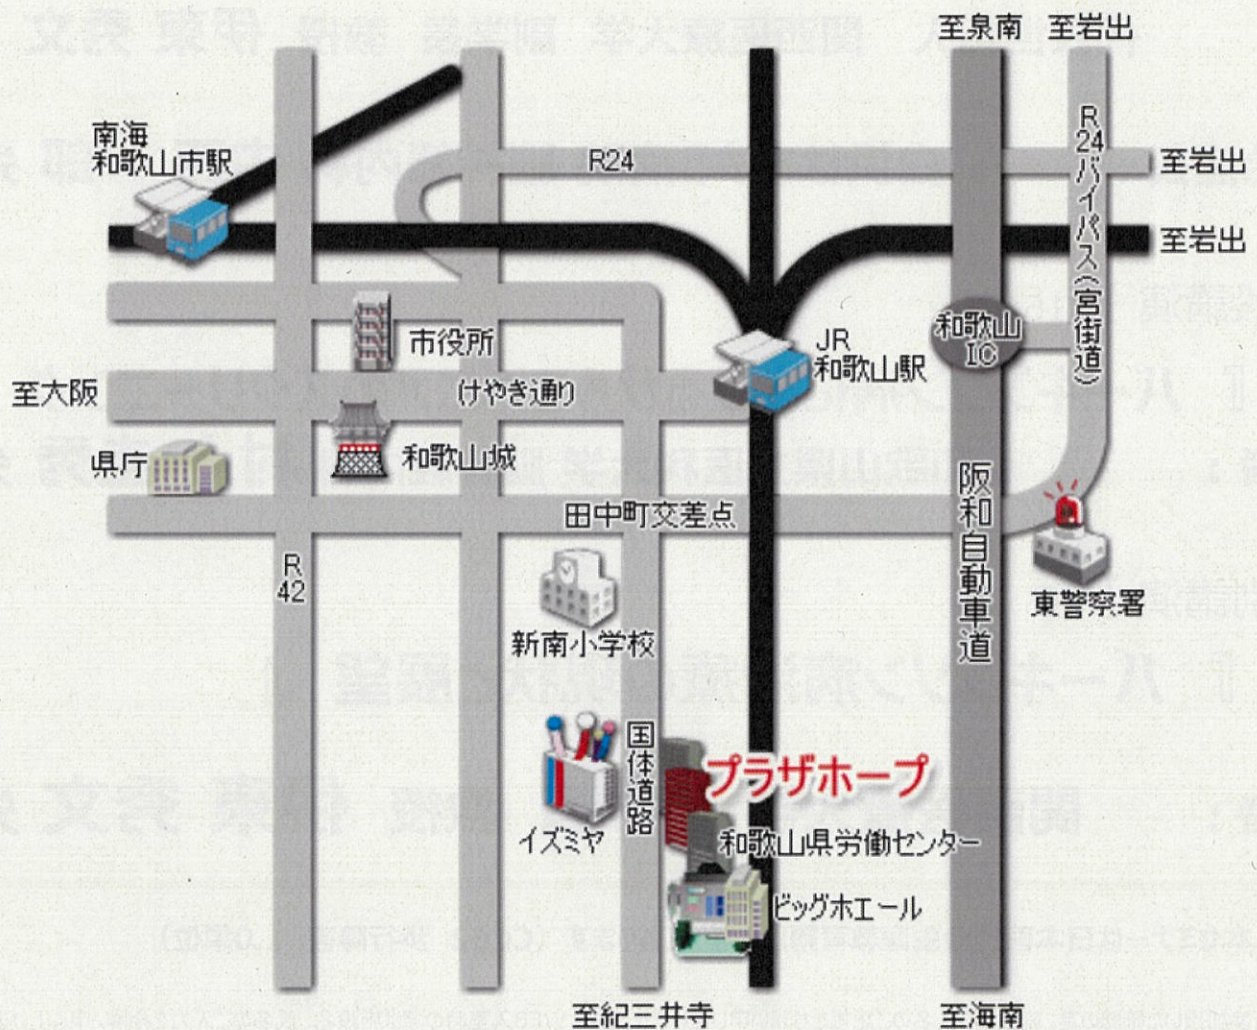 至泉南
至岩出
南海
和歌山市駅
R24
R
24
バイパス(宮街道)
至岩出
至岩出
市役所
JR
和歌山駅
和歌山
IC
至大阪
(けやき通り)
県庁
和歌山城
田中町交差点
阪和自動車道
R
42
東警察署
新南小学校
国体道路
プラザホープ
イズミヤ
和歌山県労働センター
ビッグホエール
至紀三井寺
至海南